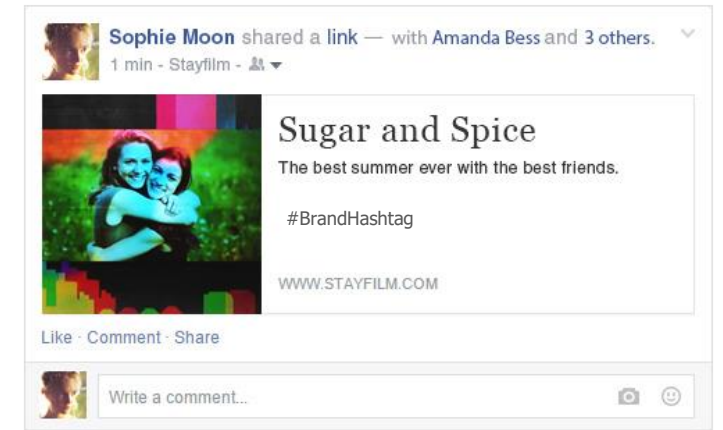 Sophie Moon shared a link — with Amanda Bess and 3 others.
1 min - Stayfilm -
Sugar and Spice
The best summer ever with the best friends.
#BrandHashtag
WWW.STAYFILM.COM
Like · Comment · Share
Write a comment...